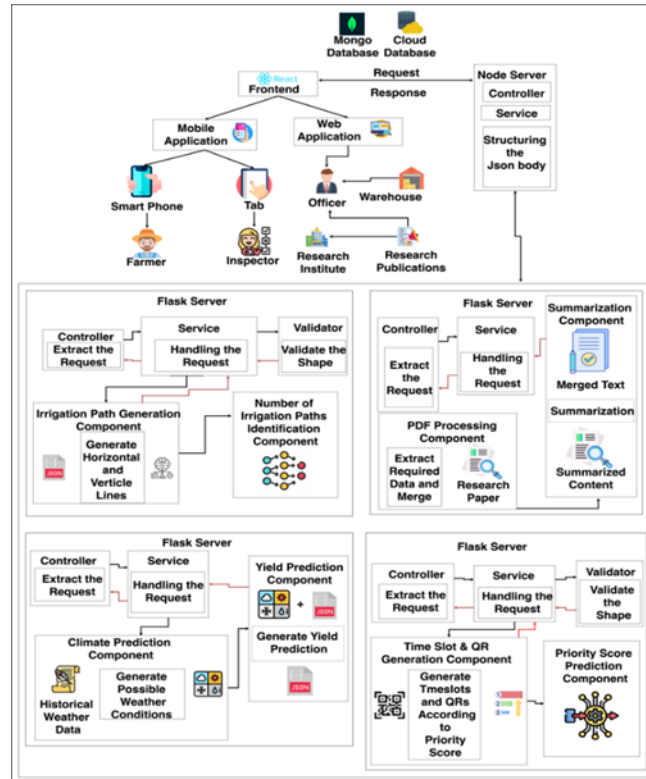 Mongo
Database
Cloud
Database
React
Frontend
Request
Response
Node Server
Controller
Service
Structuring
the
Json body
Mobile
Application
Web
Application
Smart Phone
Tab
Officer
Warehouse
Farmer
Inspector
Research
Institute
Research
Publications
Flask Server
Controller
Extract the
Request
Service
Handling the
Request
Validator
Validate the
Shape
Irrigation Path Generation
Component
JSON
Generate
Horizontal
and
Verticle
Lines
Number of
Irrigation Paths
Identification
Component
Flask Server
Controller
Extract
the
Request
Service
Handling
the
Request
Summarization
Component
Merged Text
Summarization
Summarized
Content
PDF Processing
Component
Extract
Required
Data and
Merge
Research
Paper
Flask Server
Controller
Extract the
Request
Service
Handling the
Request
Yield Prediction
Component
+
JSON
Generate Yield
Prediction
JSON
Climate Prediction
Component
Historical
Weather
Data
Generate
Possible
Weather
Conditions
Flask Server
Controller
Extract the
Request
Service
Handling the
Request
Validator
Validate
the
Shape
Time Slot & QR
Generation Component
Generate
Tmeslots
and QRs
According
to
Priority
Score
Priority Score
Prediction
Component